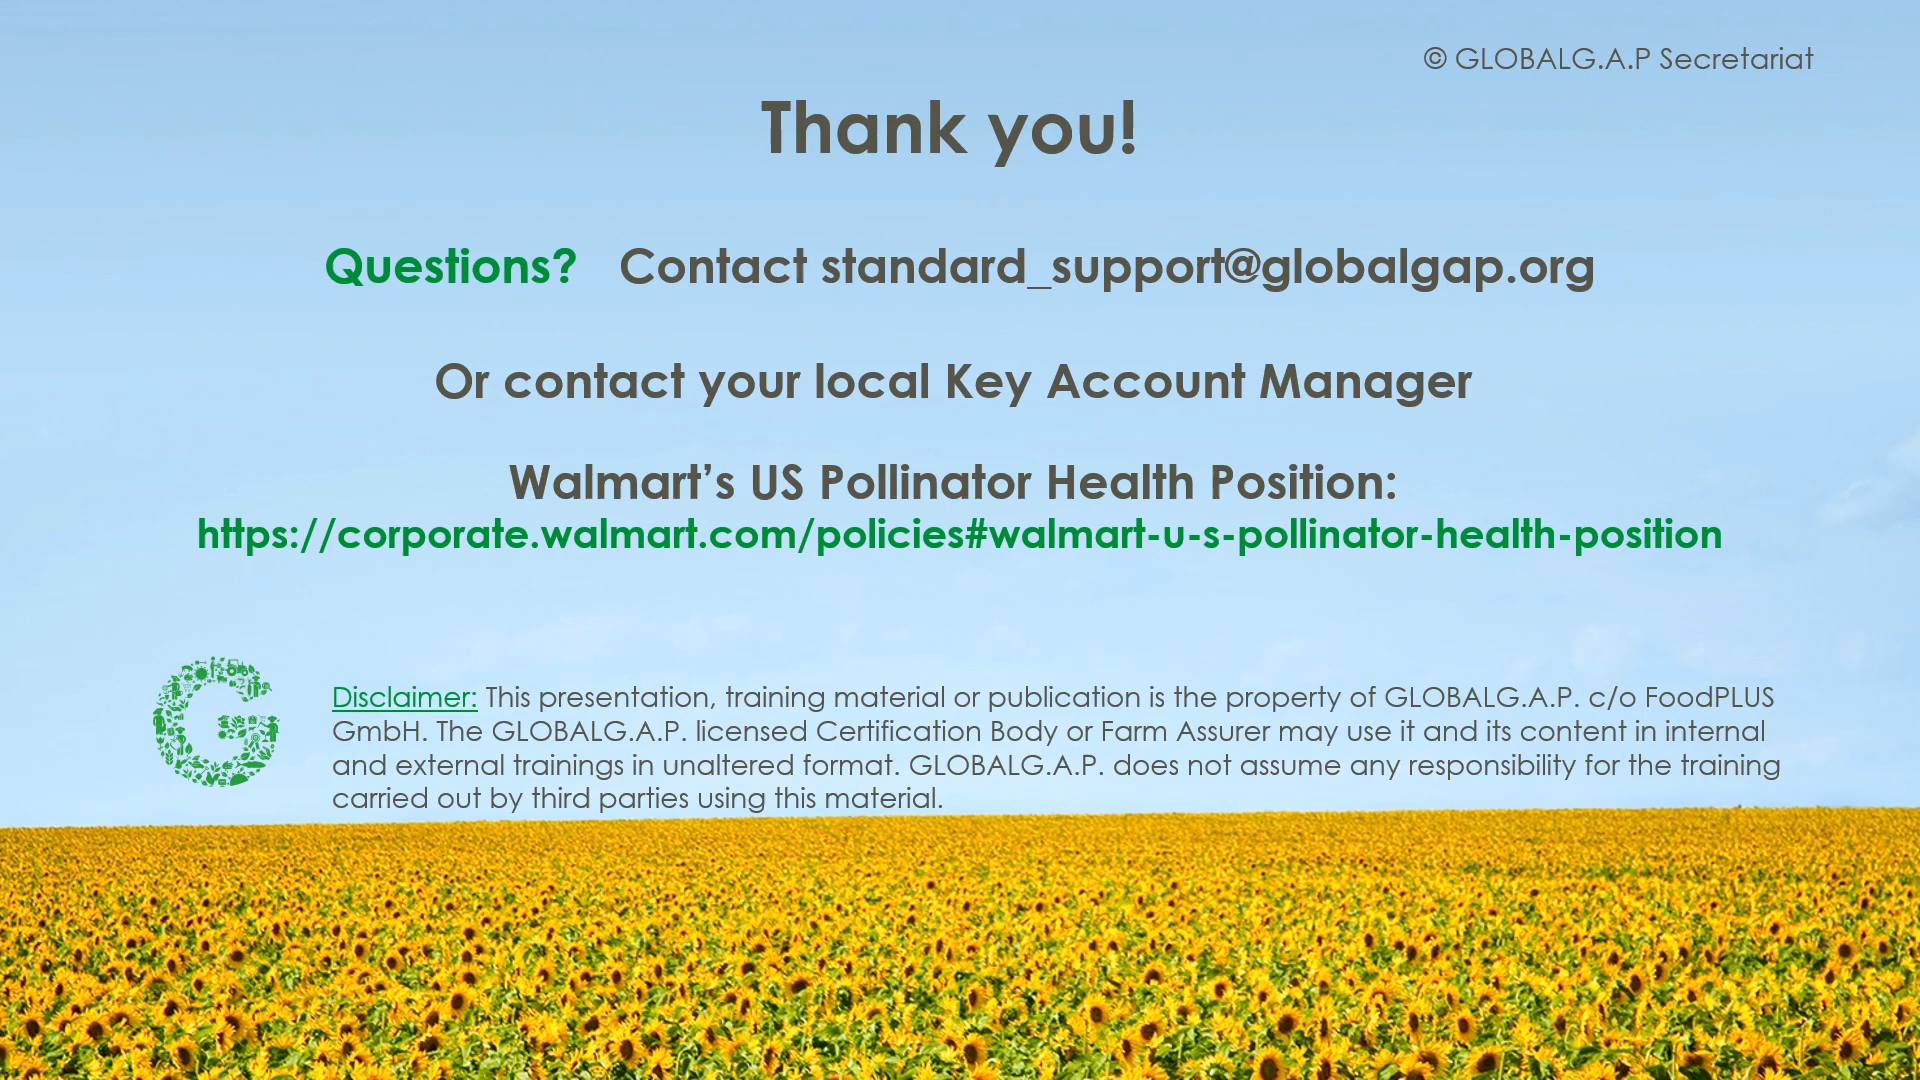 © GLOBALG.A.P Secretariat
Thank you!
Questions? Contact standard_support@globalgap.org
Or contact your local Key Account Manager
Walmart’s US Pollinator Health Position:
https://corporate.walmart.com/policies#walmart-u-s-pollinator-health-position
Disclaimer: This presentation, training material or publication is the property of GLOBALG.A.P. c/o FoodPLUS
GmbH. The GLOBALG.A.P. licensed Certification Body or Farm Assurer may use it and its content in internal
and external trainings in unaltered format. GLOBALG.A.P. does not assume any responsibility for the training
carried out by third parties using this material.